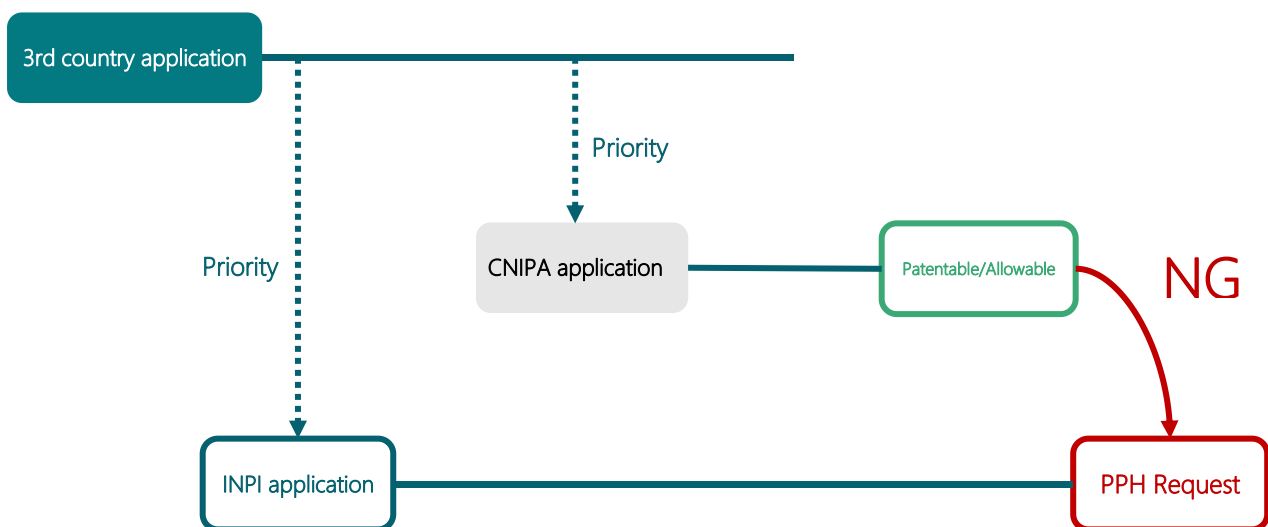 3rd country application
Priority
Priority
CNIPA application
Patentable/Allowable
NG
INPI application
PPH Request